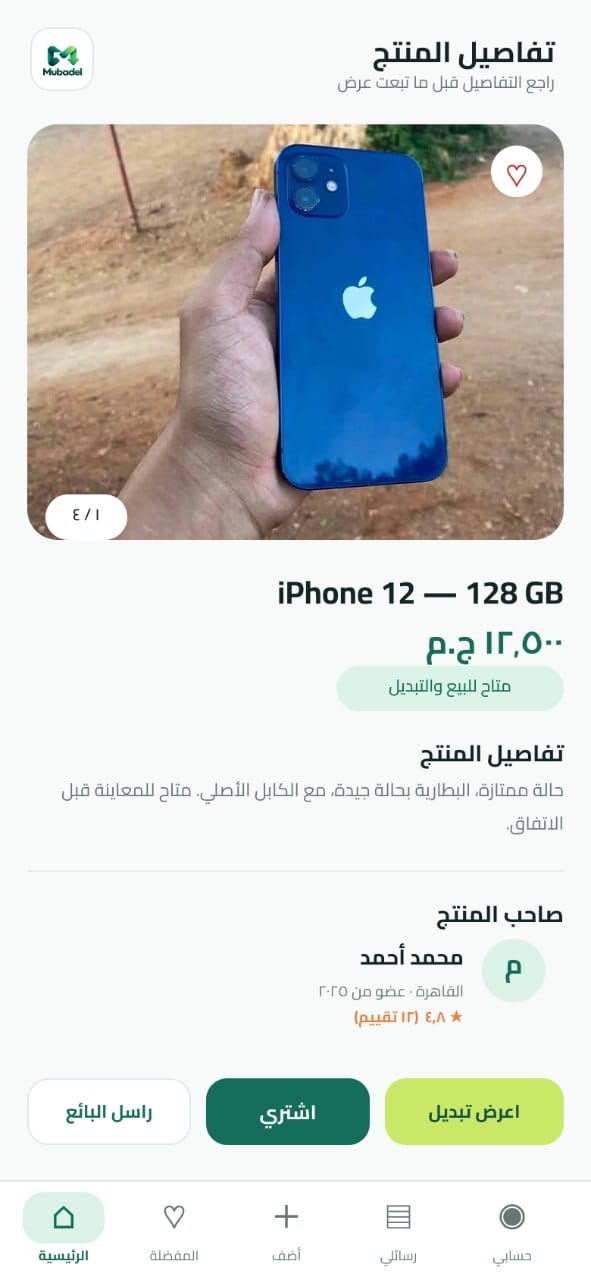 تفاصيل المنتج
Mubadel
راجع التفاصيل قبل ما تبعت عرض
١ / ٤
iPhone 12 — 128 GB
١٢,٥٠٠ ج.م
متاح للبيع والتبديل
تفاصيل المنتج
حالة ممتازة، البطارية بحالة جيدة، مع الكابل الأصلي. متاح للمعاينة قبل
الاتفاق.
صاحب المنتج
م
محمد أحمد
القاهرة · عضو من ٢٠٢٥
★ ٤,٨ (١٢ تقييم)
اعرض تبديل
اشتري
راسل البائع
حسابي
رسائلي
أضف
المفضلة
الرئيسية